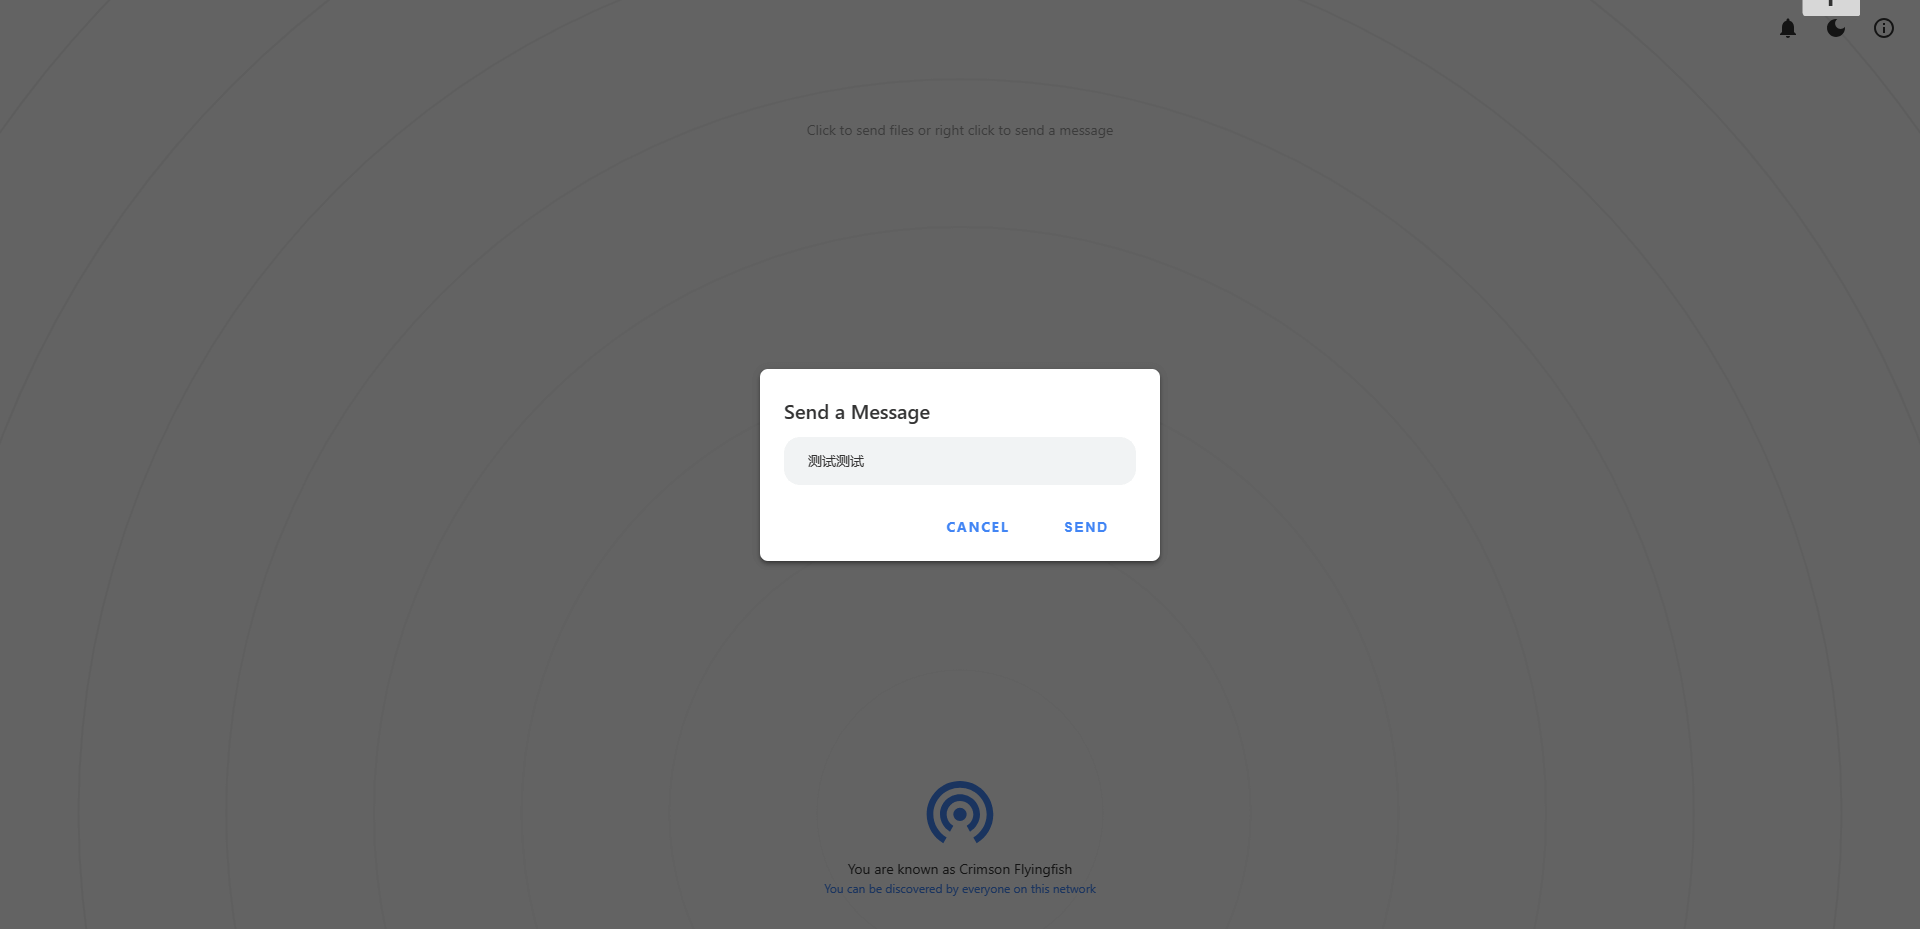 Click to send files or right click to send a message
Send a Message
测试测试
CANCEL SEND
You are known as Crimson Flyingfish
You can be discovered by everyone on this network